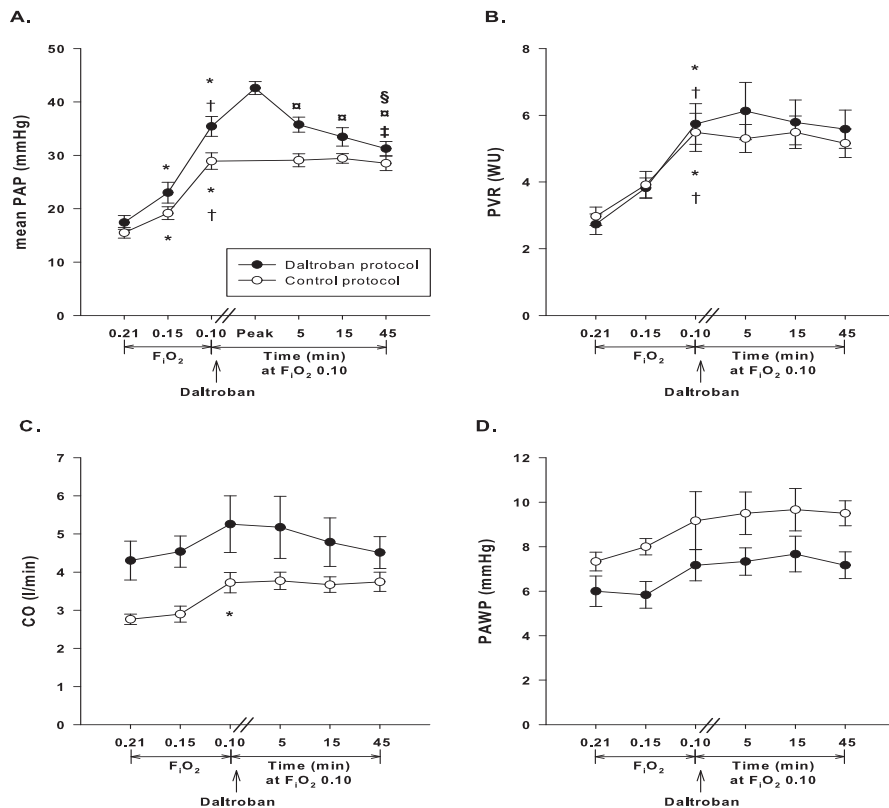 A.
50
40
30
20
10
0
mean PAP (mmHg)
*
†
*
*
†
*
¤
¤
§
¤
‡
Daltroban protocol
Control protocol
0.21 0.15 0.10 Peak 5 15 45
FiO2 Time (min)
at FiO2 0.10
Daltroban
B.
8
6
4
2
0
PVR (WU)
*
†
*
†
0.21 0.15 0.10 5 15 45
FiO2 Time (min)
at FiO2 0.10
Daltroban
C.
7
6
5
4
3
2
1
0
CO (l/min)
*
0.21 0.15 0.10 5 15 45
FiO2 Time (min)
at FiO2 0.10
Daltroban
D.
12
10
8
6
4
2
0
PAWP (mmHg)
0.21 0.15 0.10 5 15 45
FiO2 Time (min)
at FiO2 0.10
Daltroban